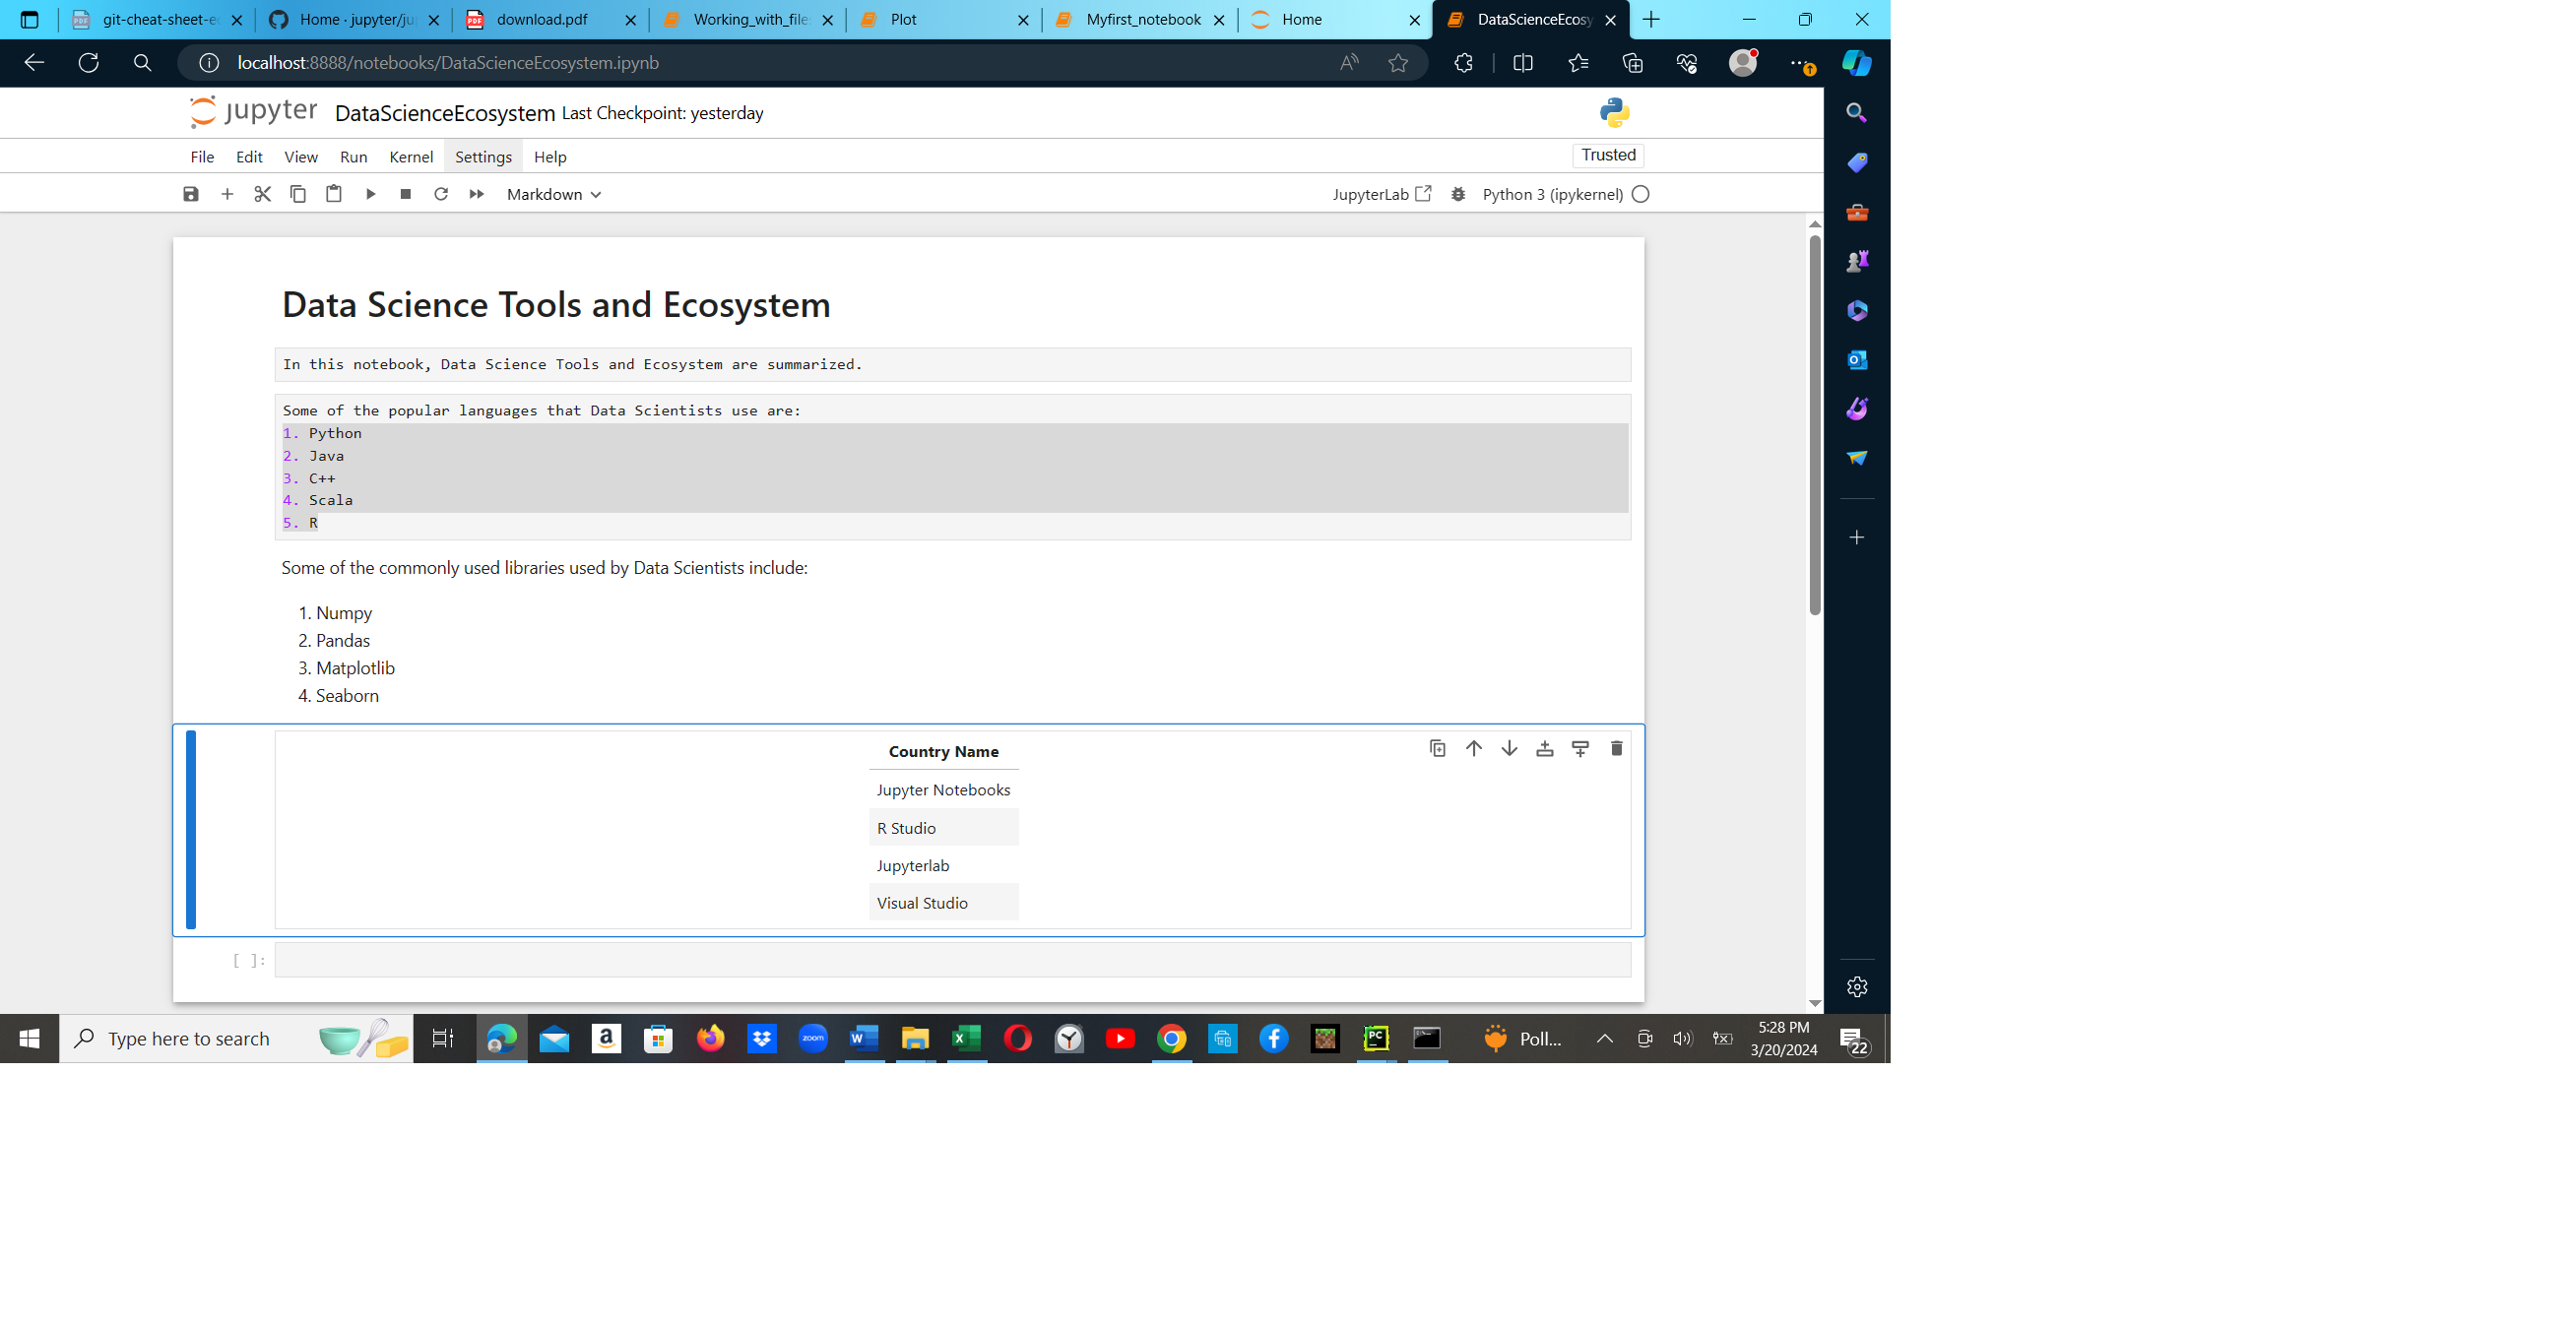 git-cheat-sheet-e
Home · jupyter/ju
download.pdf
Working_with_file
Plot
Myfirst_notebook
Home
DataScienceEcosy
localhost:8888/notebooks/DataScienceEcosystem.ipynb
jupyter DataScienceEcosystem Last Checkpoint: yesterday
File Edit View Run Kernel Settings Help
Trusted
Markdown
JupyterLab
Python 3 (ipykernel)
Data Science Tools and Ecosystem
In this notebook, Data Science Tools and Ecosystem are summarized.
Some of the popular languages that Data Scientists use are:
1. Python
2. Java
3. C++
4. Scala
5. R
Some of the commonly used libraries used by Data Scientists include:
1. Numpy
2. Pandas
3. Matplotlib
4. Seaborn
Country Name
Jupyter Notebooks
R Studio
Jupyterlab
Visual Studio
[ ]:
Type here to search
zoom
Poll...
5:28 PM
3/20/2024
22